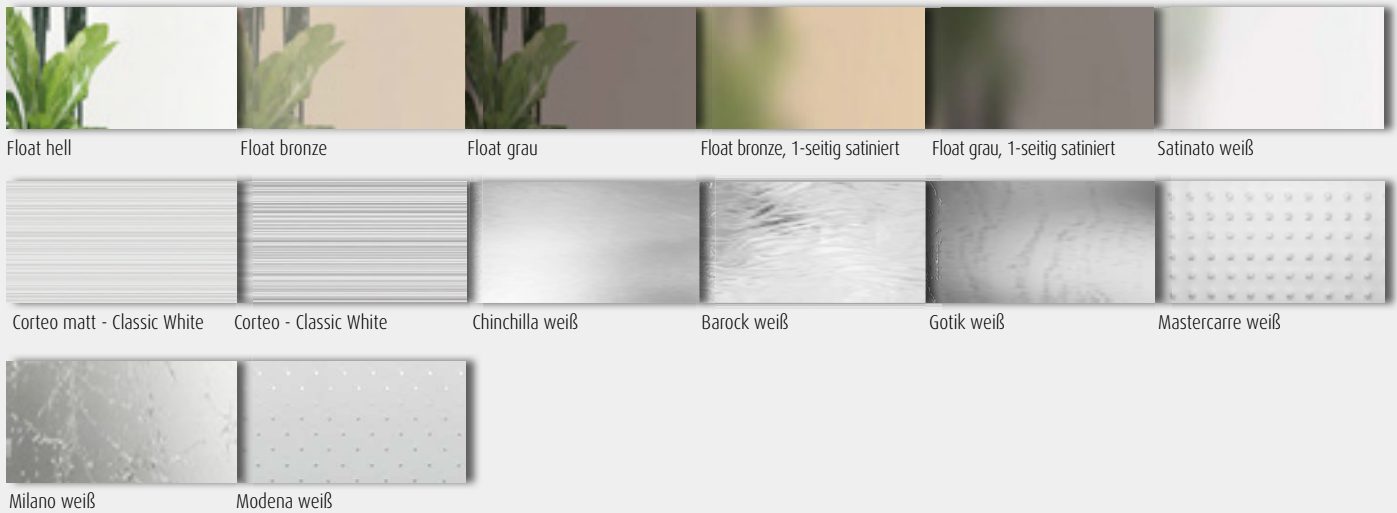 Float hell
Float bronze
Float grau
Float bronze, 1-seitig satiniert
Float grau, 1-seitig satiniert
Satinato weiß
Corteo matt - Classic White
Corteo - Classic White
Chinchilla weiß
Barock weiß
Gotik weiß
Mastercarre weiß
Milano weiß
Modena weiß